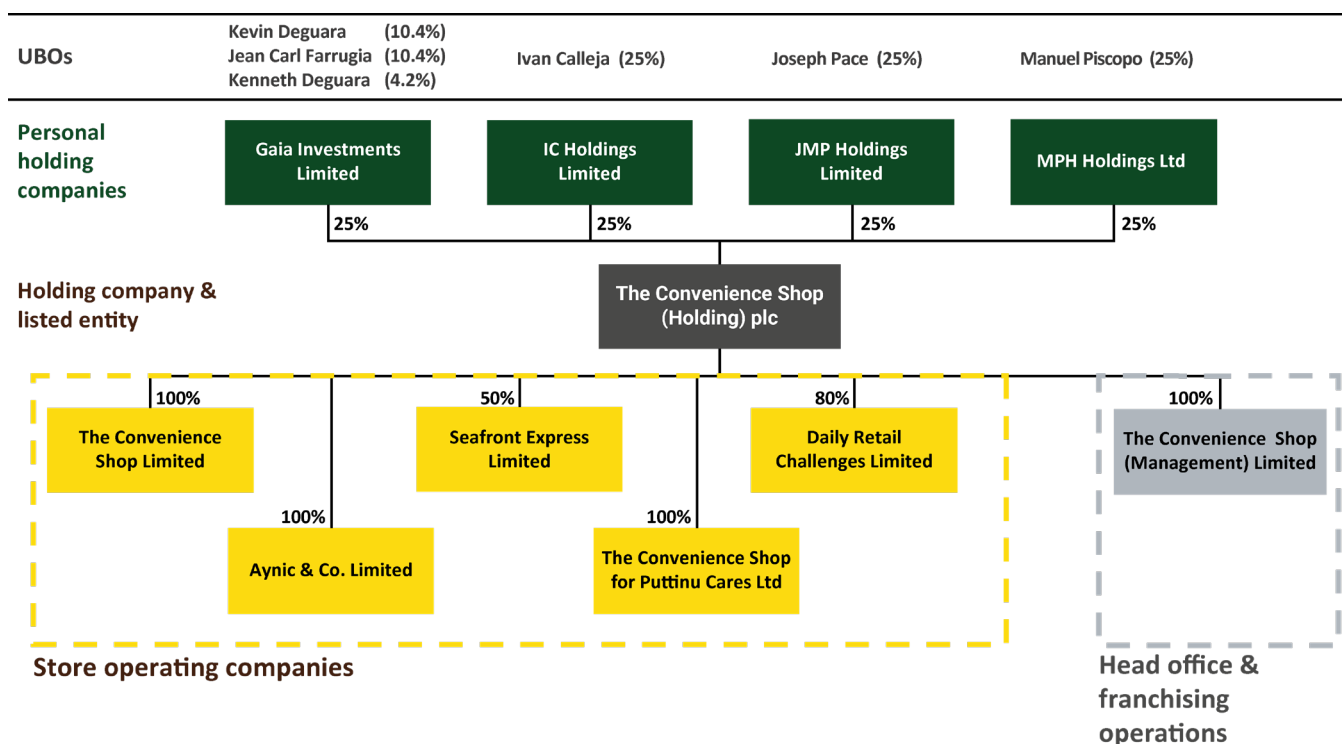 UBOs
Kevin Deguara (10.4%)
Jean Carl Farrugia (10.4%)
Kenneth Deguara (4.2%)
Ivan Calleja (25%)
Joseph Pace (25%)
Manuel Piscopo (25%)
Personal
holding
companies
Gaia Investments
Limited
IC Holdings
Limited
JMP Holdings
Limited
MPH Holdings Ltd
25%
25%
25%
25%
Holding company &
listed entity
The Convenience Shop
(Holding) plc
100%
The Convenience
Shop Limited
50%
Seafront Express
Limited
80%
Daily Retail
Challenges Limited
100%
The Convenience Shop
(Management) Limited
100%
Aynic & Co. Limited
100%
The Convenience Shop
for Puttinu Cares Ltd
Store operating companies
Head office &
franchising
operations